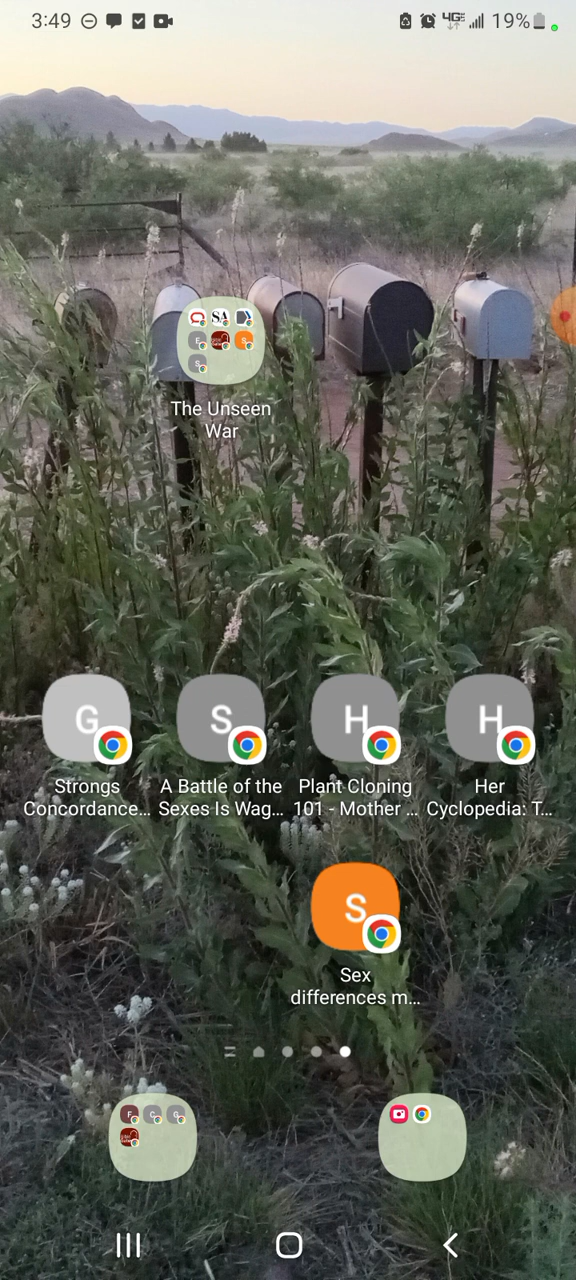 3:49
4G 19%
SA
The Unseen
War
G S H H
Strongs
Concordance...
A Battle of the
Sexes Is Wag...
Plant Cloning
101 - Mother ...
Her
Cyclopedia: T...
S
Sex
differences m...
F C G